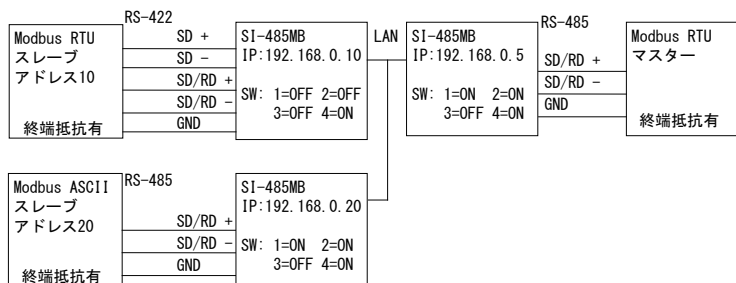 RS-422
Modbus RTU
スレーブ
アドレス10
終端抵抗有
SD +
SD -
SD/RD +
SD/RD -
GND
SI-485MB
IP:192.168.0.10
SW: 1=OFF 2=OFF
3=OFF 4=ON
LAN
SI-485MB
IP:192.168.0.5
SW: 1=ON 2=ON
3=OFF 4=ON
RS-485
SD/RD +
SD/RD -
GND
Modbus RTU
マスター
終端抵抗有
Modbus ASCII
スレーブ
アドレス20
終端抵抗有
RS-485
SD/RD +
SD/RD -
GND
SI-485MB
IP:192.168.0.20
SW: 1=ON 2=ON
3=OFF 4=ON